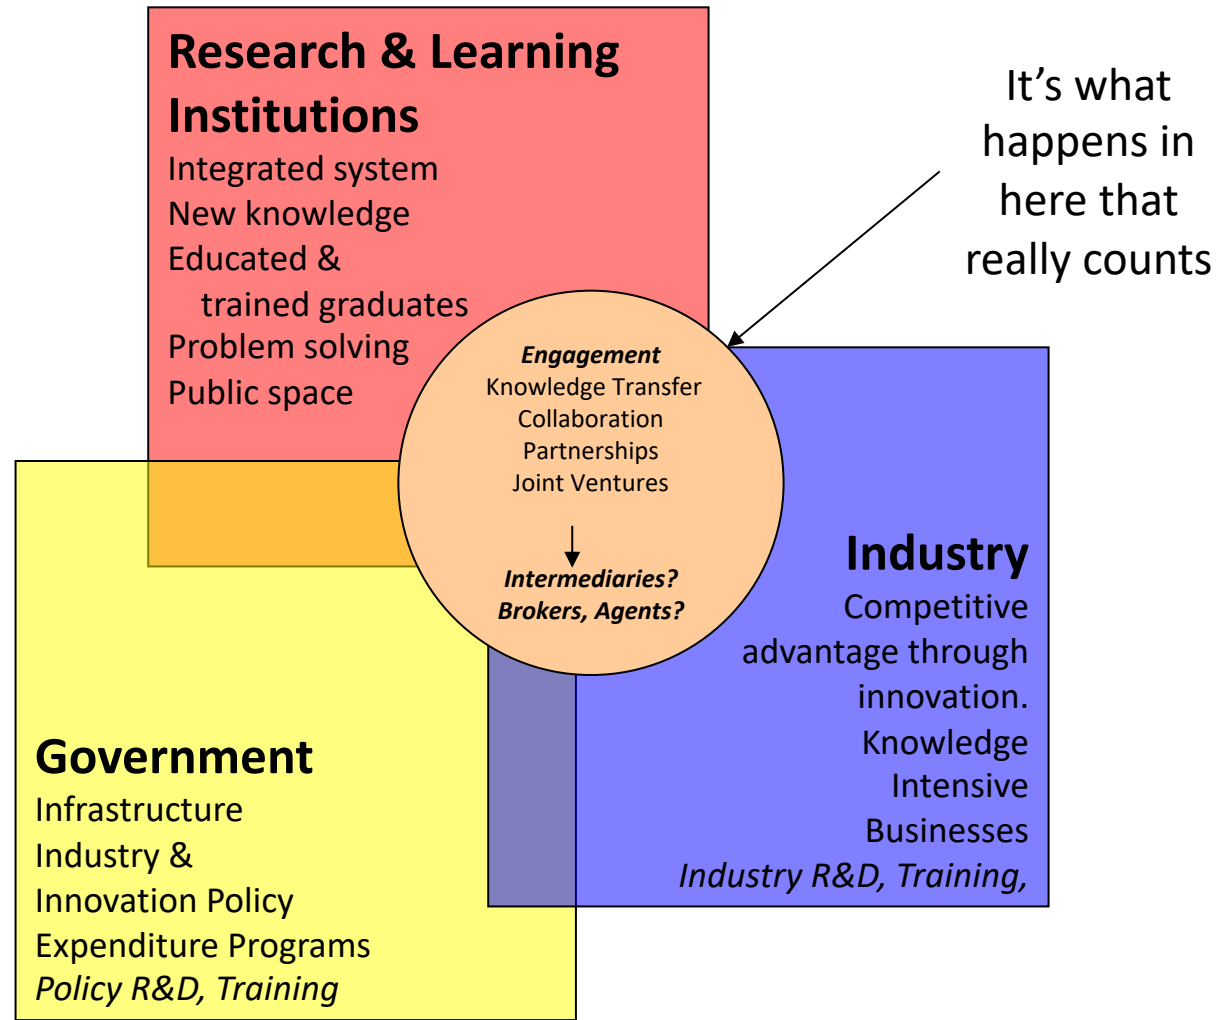 Research & Learning
Institutions
Integrated system
New knowledge
Educated &
trained graduates
Problem solving
Public space
It’s what
happens in
here that
really counts
Engagement
Knowledge Transfer
Collaboration
Partnerships
Joint Ventures
Intermediaries?
Brokers, Agents?
Industry
Competitive
advantage through
innovation.
Knowledge
Intensive
Businesses
Industry R&D, Training,
Government
Infrastructure
Industry &
Innovation Policy
Expenditure Programs
Policy R&D, Training